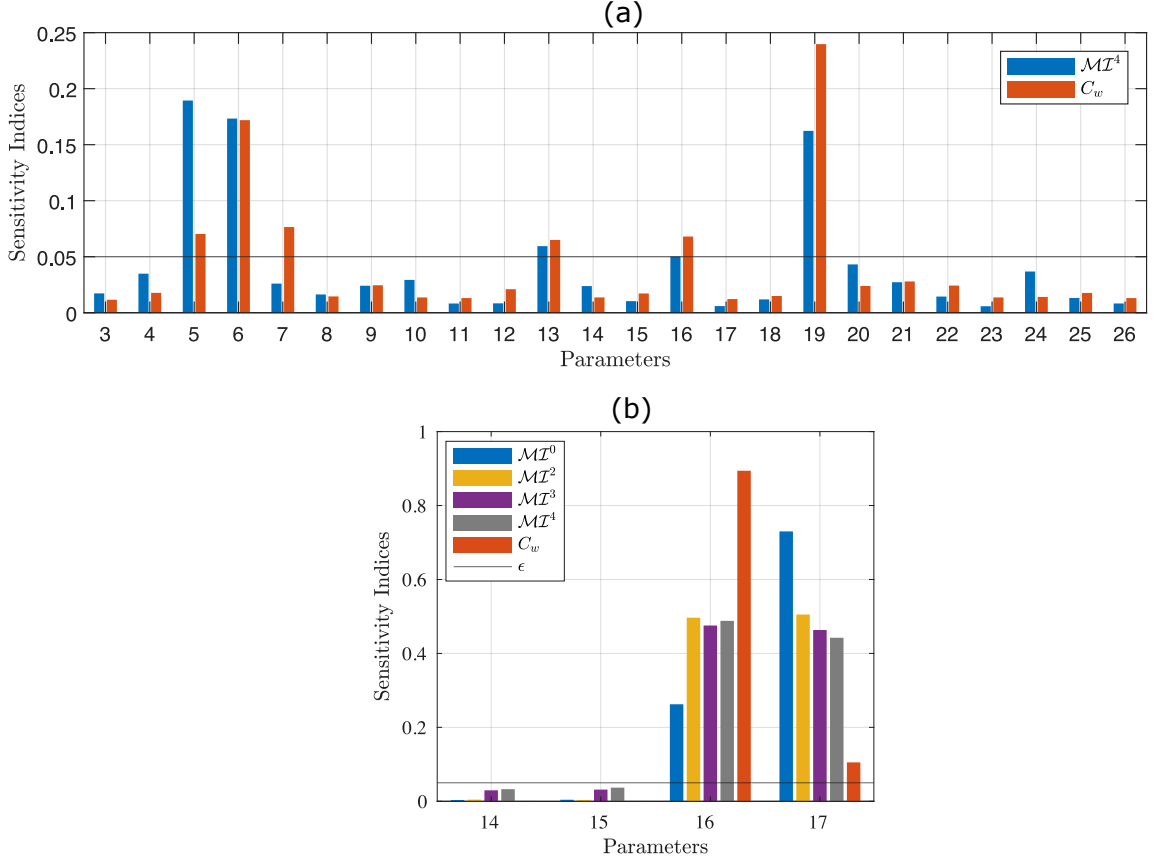 (a)
0.25
0.2
0.15
0.1
0.05
0
Sensitivity Indices
𝓜𝓘⁴
C_w
3 4 5 6 7 8 9 10 11 12 13 14 15 16 17 18 19 20 21 22 23 24 25 26
Parameters
(b)
1
0.8
0.6
0.4
0.2
0
Sensitivity Indices
𝓜𝓘⁰
𝓜𝓘²
𝓜𝓘³
𝓜𝓘⁴
C_w
ϵ
14 15 16 17
Parameters